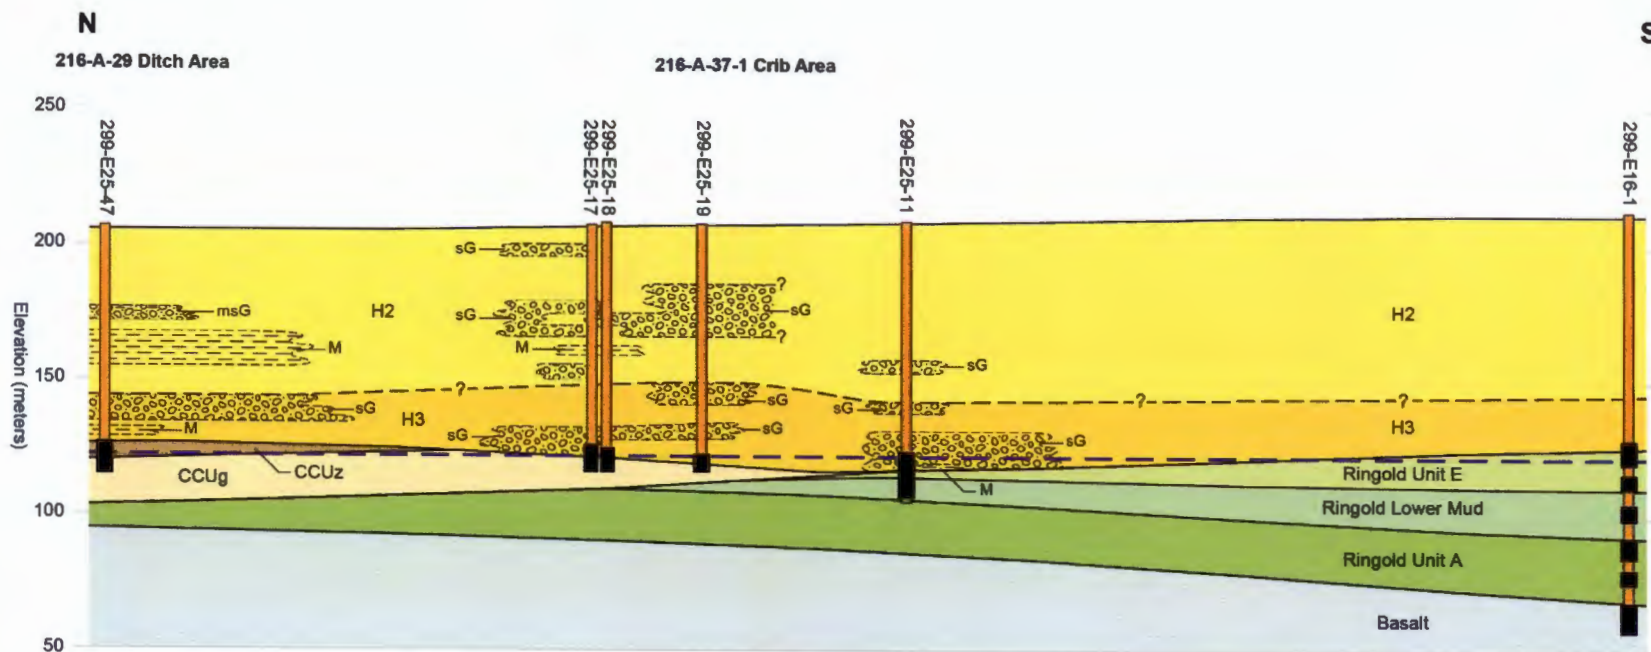 N
S
216-A-29 Ditch Area
216-A-37-1 Crib Area
250
200
150
100
50
Elevation (meters)
299-E25-47
299-E25-17
299-E25-18
299-E25-19
299-E25-11
299-E16-1
sG
?
msG
H2
sG
sG
H2
M
M
?
sG
?
sG
sG
sG
?
?
H3
M
sG
sG
sG
H3
CCUg
CCUz
M
Ringold Unit E
Ringold Lower Mud
Ringold Unit A
Basalt